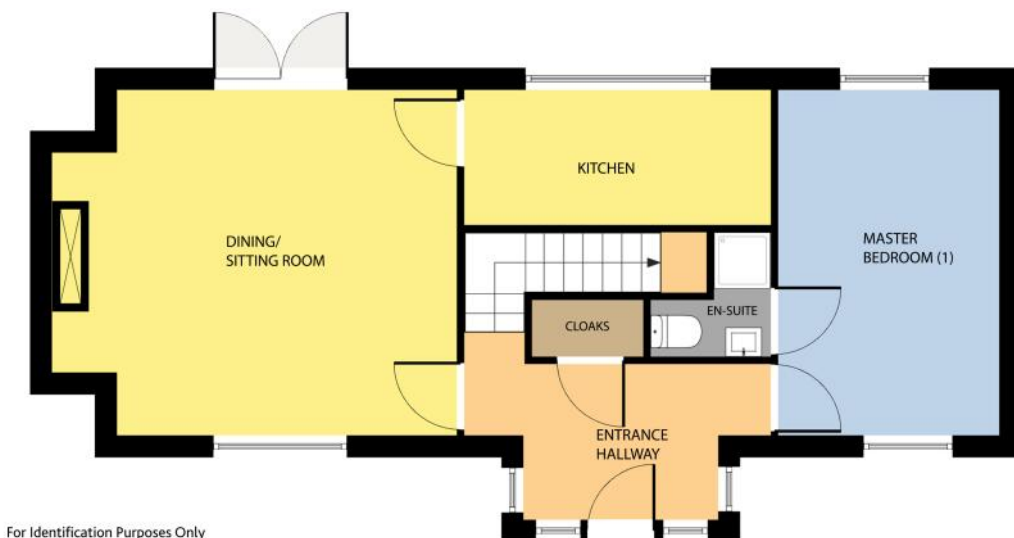 KITCHEN
DINING/
SITTING ROOM
MASTER
BEDROOM (1)
EN-SUITE
CLOAKS
ENTRANCE
HALLWAY
For Identification Purposes Only